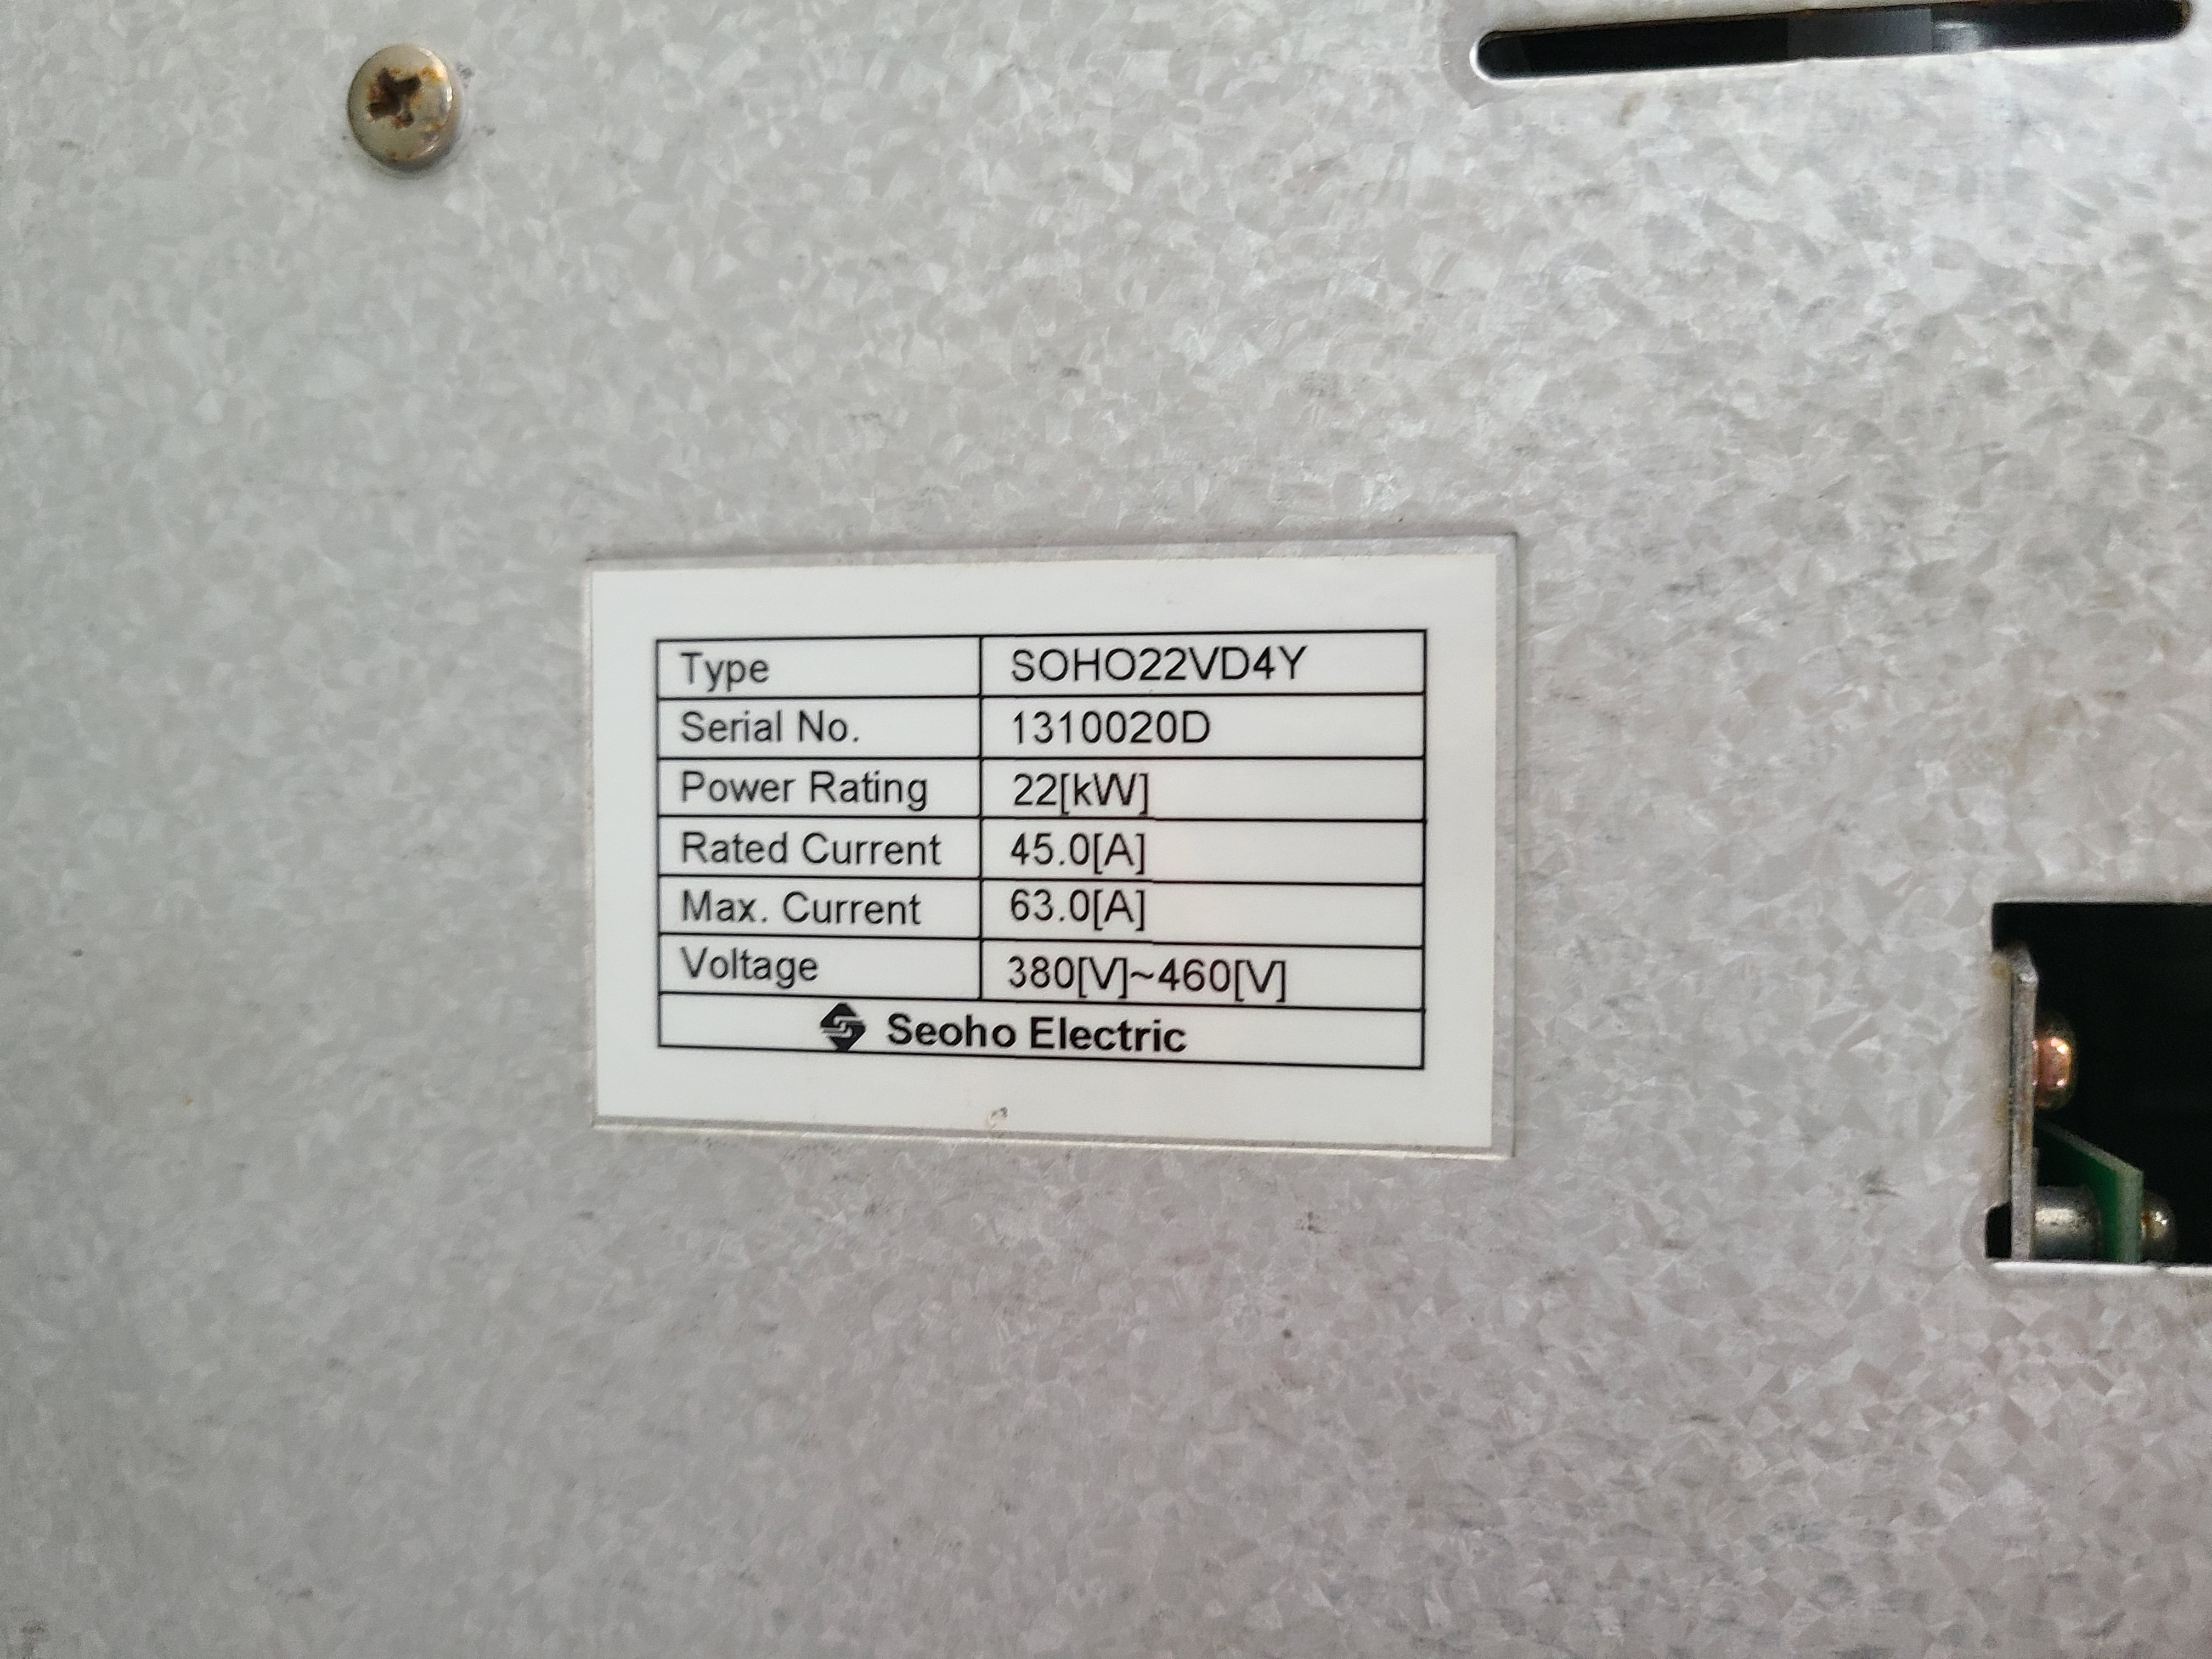 Type SOHO22VD4Y
Serial No. 1310020D
Power Rating 22[kW]
Rated Current 45.0[A]
Max. Current 63.0[A]
Voltage 380[V]~460[V]
Seoho Electric